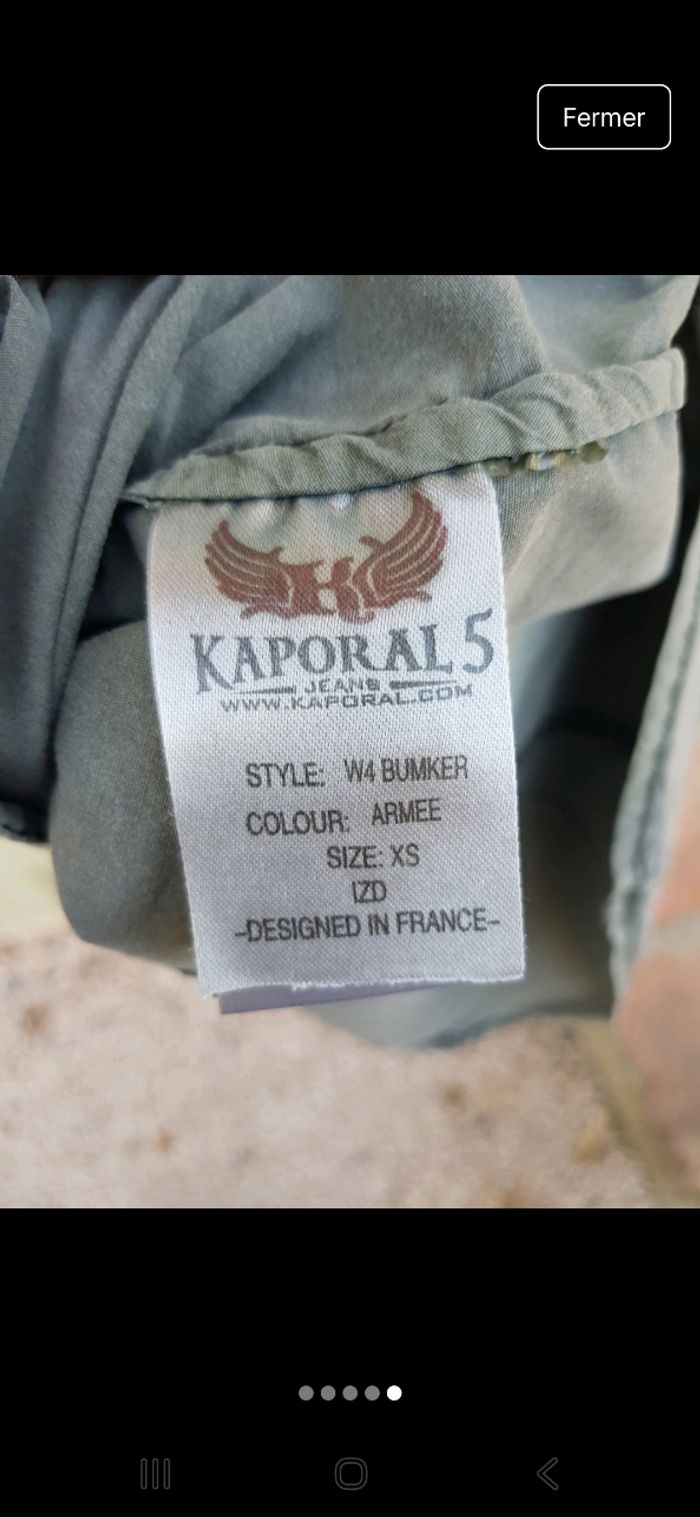 Fermer
KAPORAL 5
JEANS
WWW.KAPORAL.COM
STYLE: W4 BUMKER
COLOUR: ARMEE
SIZE: XS
IZD
-DESIGNED IN FRANCE-